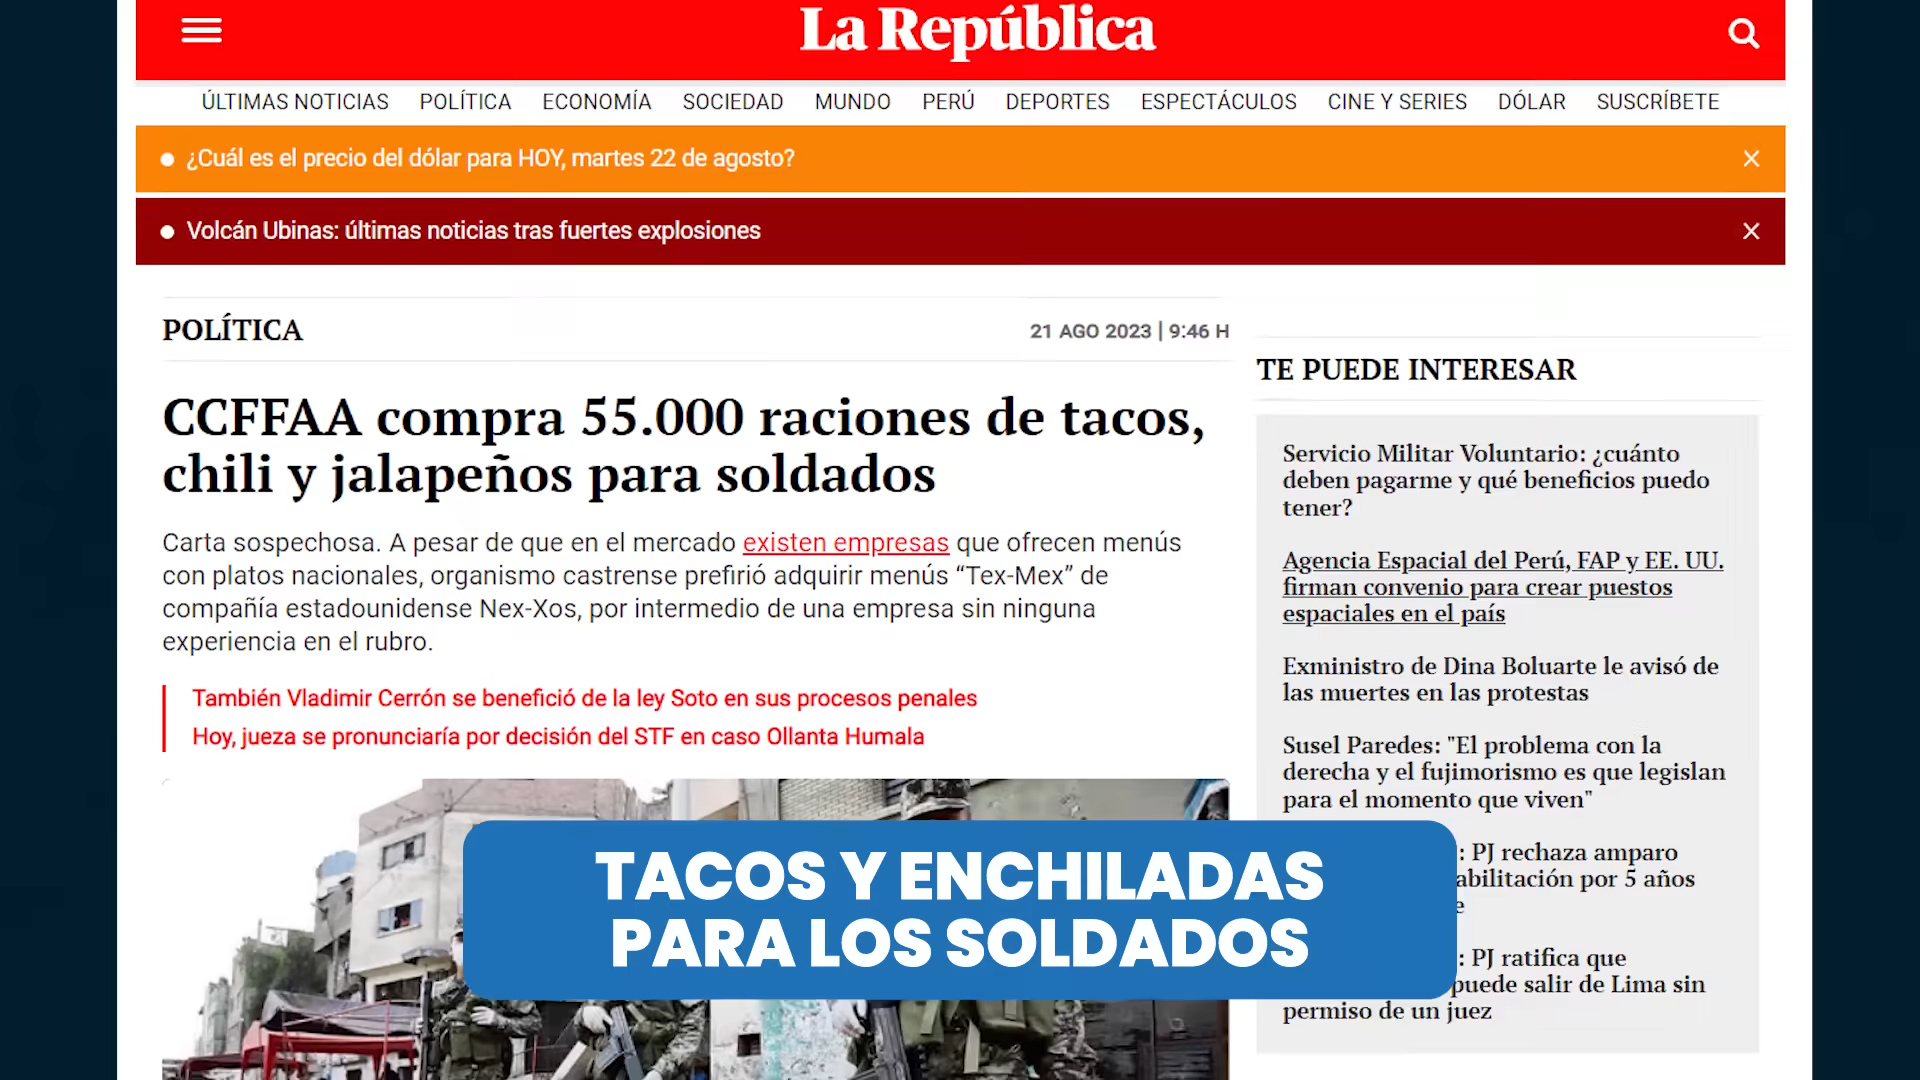 La República
ÚLTIMAS NOTICIAS POLÍTICA ECONOMÍA SOCIEDAD MUNDO PERÚ DEPORTES ESPECTÁCULOS CINE Y SERIES DÓLAR SUSCRÍBETE
¿Cuál es el precio del dólar para HOY, martes 22 de agosto?
Volcán Ubinas: últimas noticias tras fuertes explosiones
POLÍTICA
21 AGO 2023 | 9:46 H
CCFFAA compra 55.000 raciones de tacos,
chili y jalapeños para soldados
Carta sospechosa. A pesar de que en el mercado existen empresas que ofrecen menús
con platos nacionales, organismo castrense prefirió adquirir menús “Tex-Mex” de
compañía estadounidense Nex-Xos, por intermedio de una empresa sin ninguna
experiencia en el rubro.
También Vladimir Cerrón se benefició de la ley Soto en sus procesos penales
Hoy, jueza se pronunciaría por decisión del STF en caso Ollanta Humala
TE PUEDE INTERESAR
Servicio Militar Voluntario: ¿cuánto
deben pagarme y qué beneficios puedo
tener?
Agencia Espacial del Perú, FAP y EE. UU.
firman convenio para crear puestos
espaciales en el país
Exministro de Dina Boluarte le avisó de
las muertes en las protestas
Susel Paredes: "El problema con la
derecha y el fujimorismo es que legislan
para el momento que viven"
: PJ rechaza amparo
abilitación por 5 años
e
: PJ ratifica que
puede salir de Lima sin
permiso de un juez
TACOS Y ENCHILADAS
PARA LOS SOLDADOS